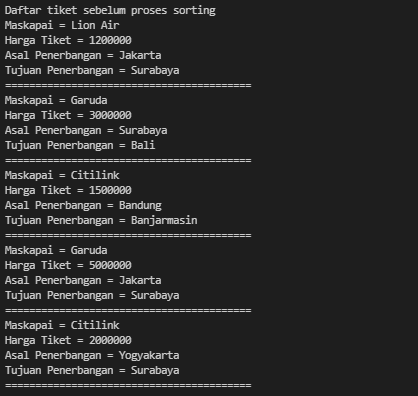 Daftar tiket sebelum proses sorting
Maskapai = Lion Air
Harga Tiket = 1200000
Asal Penerbangan = Jakarta
Tujuan Penerbangan = Surabaya
=========================================
Maskapai = Garuda
Harga Tiket = 3000000
Asal Penerbangan = Surabaya
Tujuan Penerbangan = Bali
=========================================
Maskapai = Citilink
Harga Tiket = 1500000
Asal Penerbangan = Bandung
Tujuan Penerbangan = Banjarmasin
=========================================
Maskapai = Garuda
Harga Tiket = 5000000
Asal Penerbangan = Jakarta
Tujuan Penerbangan = Surabaya
=========================================
Maskapai = Citilink
Harga Tiket = 2000000
Asal Penerbangan = Yogyakarta
Tujuan Penerbangan = Surabaya
=========================================